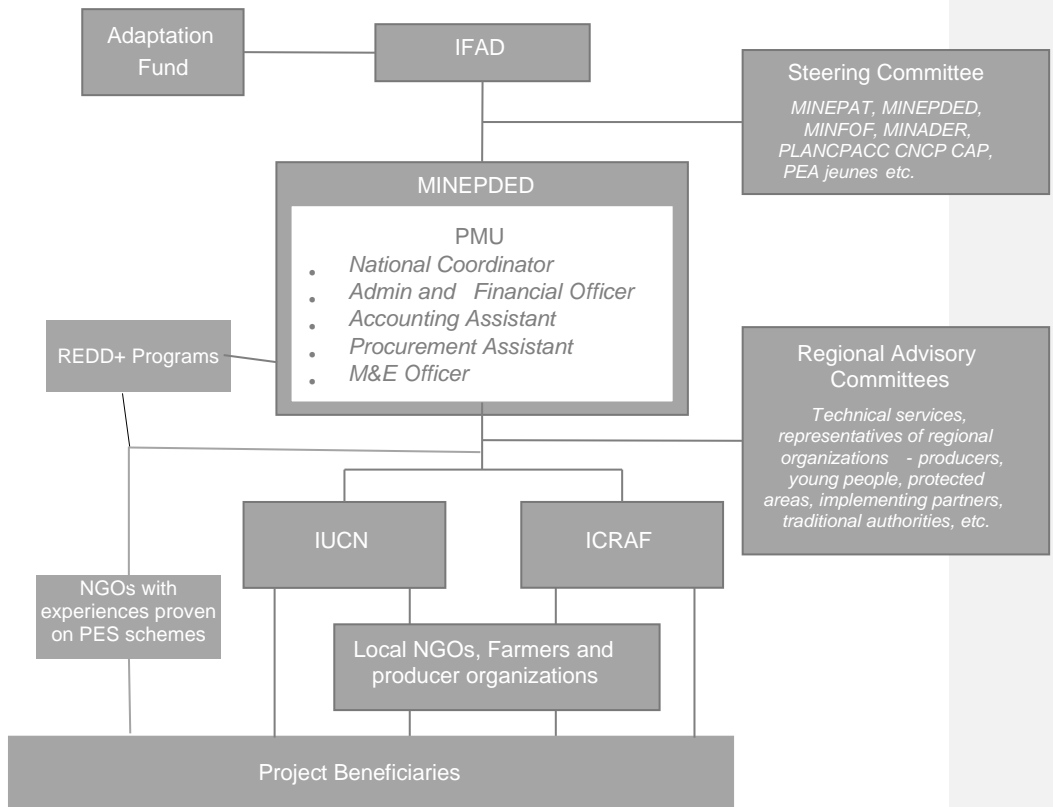 Adaptation
Fund
IFAD
Steering Committee
MINEPAT, MINEPDED,
MINFOF, MINADER,
PLANCPACC CNCP CAP,
PEA jeunes etc.
MINEPDED
PMU
• National Coordinator
• Admin and Financial Officer
• Accounting Assistant
• Procurement Assistant
• M&E Officer
REDD+ Programs
Regional Advisory
Committees
Technical services,
representatives of regional
organizations - producers,
young people, protected
areas, implementing partners,
traditional authorities, etc.
IUCN
ICRAF
NGOs with
experiences proven
on PES schemes
Local NGOs, Farmers and
producer organizations
Project Beneficiaries